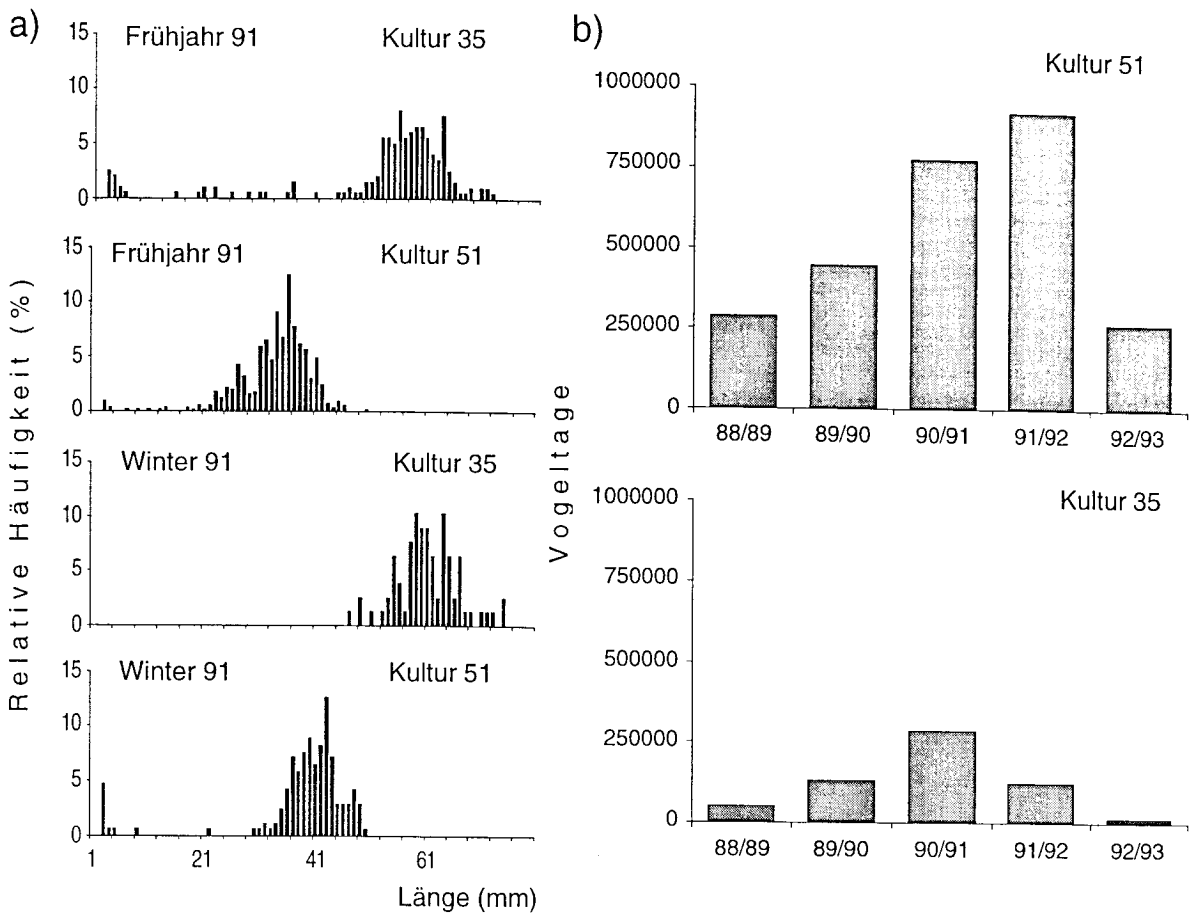 a)
Relative Häufigkeit (%)
Frühjahr 91 Kultur 35
15
10
5
0
Frühjahr 91 Kultur 51
15
10
5
0
Winter 91 Kultur 35
15
10
5
0
Winter 91 Kultur 51
15
10
5
0
1 21 41 61
Länge (mm)
b)
Vogeltage
Kultur 51
1000000
750000
500000
250000
0
88/89 89/90 90/91 91/92 92/93
Kultur 35
1000000
750000
500000
250000
0
88/89 89/90 90/91 91/92 92/93